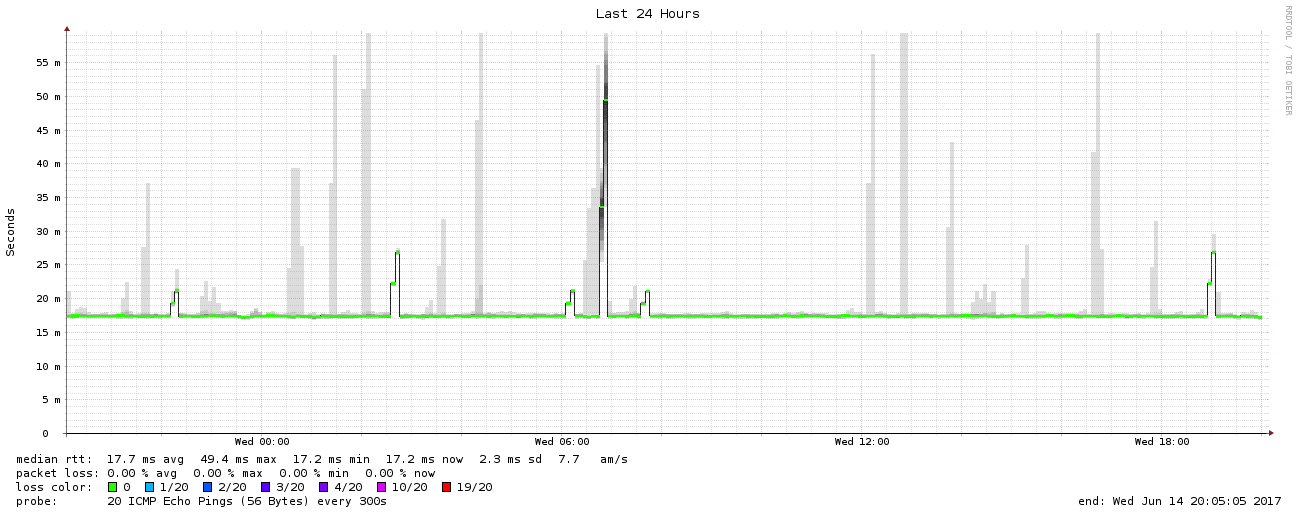 Last 24 Hours
RRDTOOL / TOBI OETIKER
Seconds
55 m
50 m
45 m
40 m
35 m
30 m
25 m
20 m
15 m
10 m
5 m
0
Wed 00:00 Wed 06:00 Wed 12:00 Wed 18:00
median rtt: 17.7 ms avg 49.4 ms max 17.2 ms min 17.2 ms now 2.3 ms sd 7.7 am/s
packet loss: 0.00 % avg 0.00 % max 0.00 % min 0.00 % now
loss color: 0 1/20 2/20 3/20 4/20 10/20 19/20
probe: 20 ICMP Echo Pings (56 Bytes) every 300s end: Wed Jun 14 20:05:05 2017